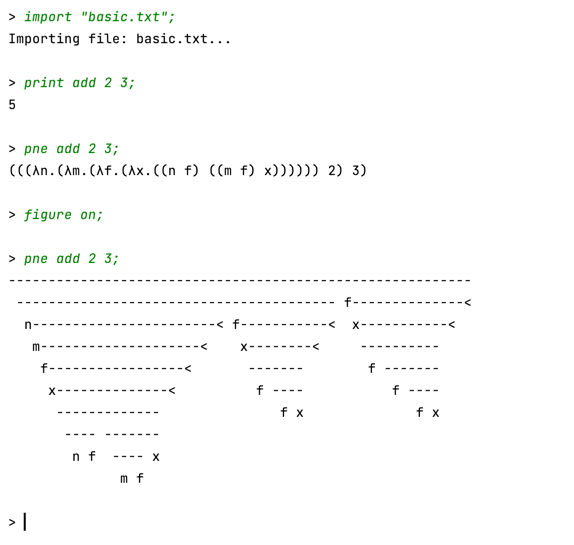 > import "basic.txt";
Importing file: basic.txt...
> print add 2 3;
5
> pne add 2 3;
(((λn.(λm.(λf.(λx.((n f) ((m f) x)))))) 2) 3)
> figure on;
> pne add 2 3;
----------------------------------------------------------
 ---------------------------------------- f--------------<
  n-----------------------< f-----------<  x-----------<
   m--------------------<    x--------<     ----------
    f-----------------<       -------        f -------
     x--------------<          f ----           f ----
      -------------               f x              f x
       ---- -------
        n f  ---- x
              m f
>